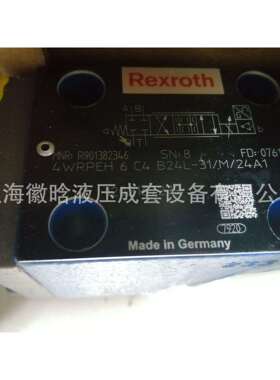 Rexroth
A B
MNR: R901382346 SN: 8 FD: 0761
4WRPEH 6 C4 B24L-31/M/24A1
海徽晗液压成套设备有限公
Made in Germany
7920